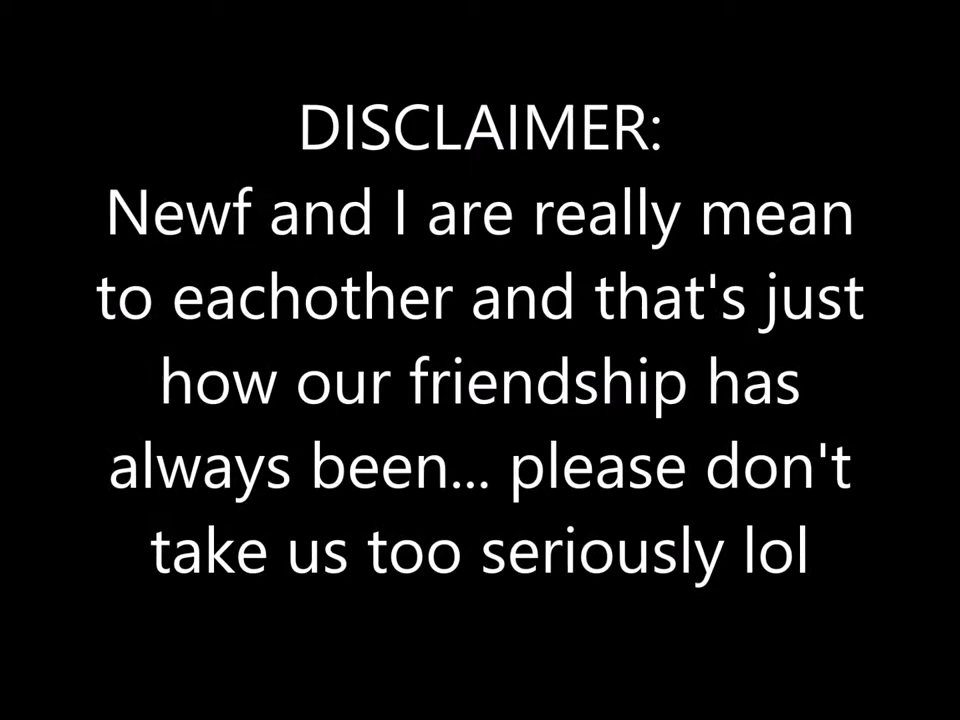 DISCLAIMER:
Newf and I are really mean
to eachother and that's just
how our friendship has
always been... please don't
take us too seriously lol